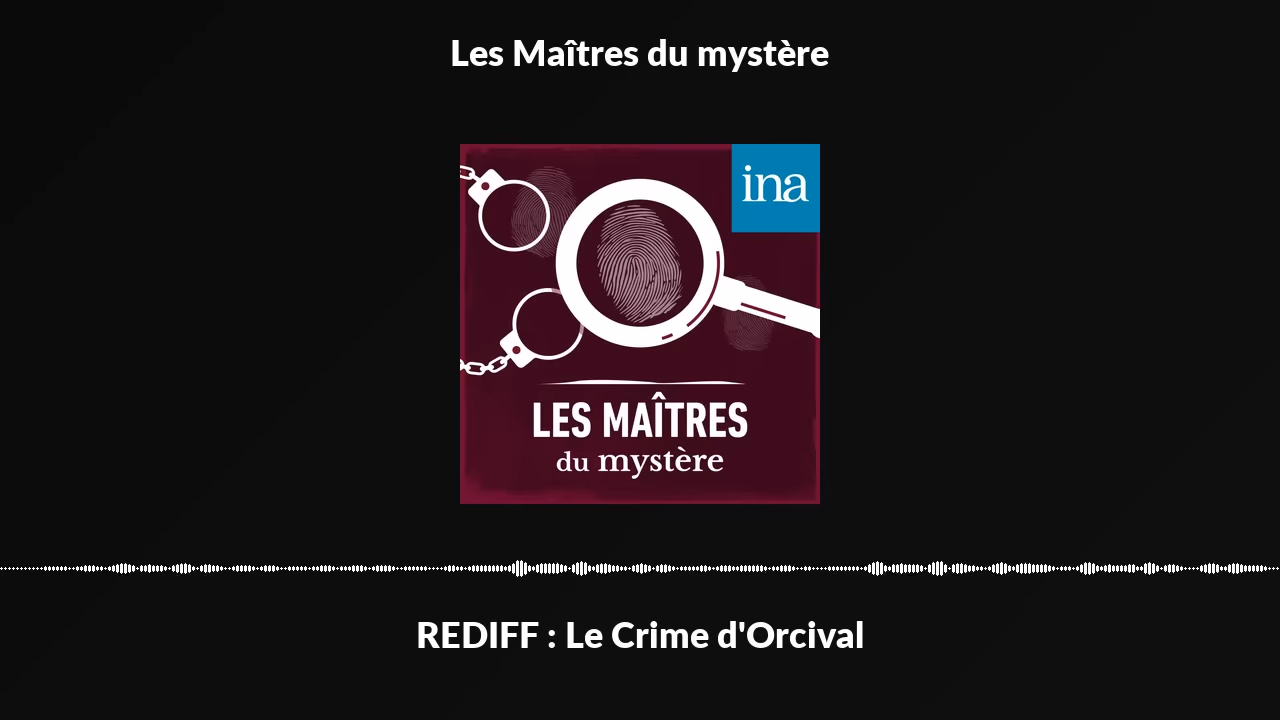 Les Maîtres du mystère
ina
LES MAÎTRES
du mystère
REDIFF : Le Crime d'Orcival